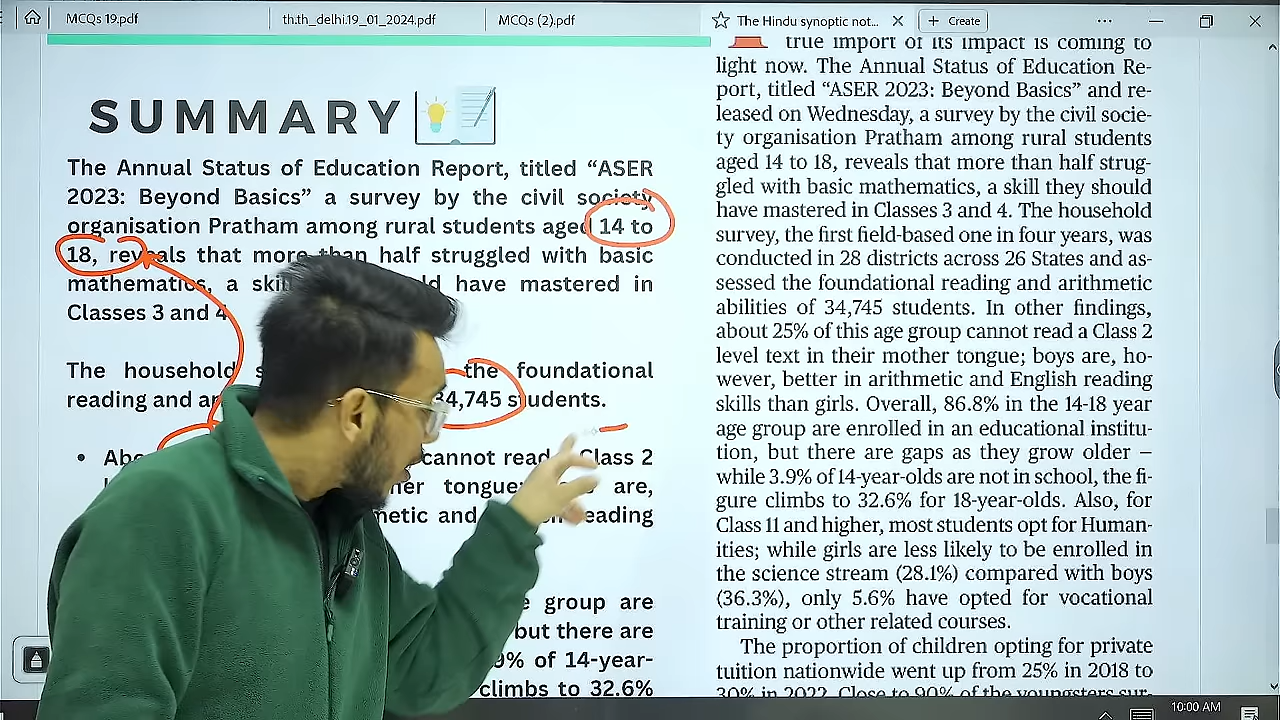 MCQs 19.pdf
th.th_delhi.19_01_2024.pdf
MCQs (2).pdf
The Hindu synoptic not...
+ Create
SUMMARY
The Annual Status of Education Report, titled “ASER
2023: Beyond Basics” a survey by the civil society
organisation Pratham among rural students aged 14 to
18, reveals that more than half struggled with basic
mathematics, a have mastered in
Classes 3 and 4
The household the foundational
reading and 34,745 students.
• cannot read Class 2
tongue are,
and reading
group are
but there are
of 14-year-
climbs to 32.6%
true import of its impact is coming to
light now. The Annual Status of Education Re-
port, titled “ASER 2023: Beyond Basics” and re-
leased on Wednesday, a survey by the civil socie-
ty organisation Pratham among rural students
aged 14 to 18, reveals that more than half strug-
gled with basic mathematics, a skill they should
have mastered in Classes 3 and 4. The household
survey, the first field-based one in four years, was
conducted in 28 districts across 26 States and as-
sessed the foundational reading and arithmetic
abilities of 34,745 students. In other findings,
about 25% of this age group cannot read a Class 2
level text in their mother tongue; boys are, ho-
wever, better in arithmetic and English reading
skills than girls. Overall, 86.8% in the 14-18 year
age group are enrolled in an educational institu-
tion, but there are gaps as they grow older —
while 3.9% of 14-year-olds are not in school, the fi-
gure climbs to 32.6% for 18-year-olds. Also, for
Class 11 and higher, most students opt for Human-
ities; while girls are less likely to be enrolled in
the science stream (28.1%) compared with boys
(36.3%), only 5.6% have opted for vocational
training or other related courses.
The proportion of children opting for private
tuition nationwide went up from 25% in 2018 to
30% in 2022. Close to 90% of the youngsters sur-
10:00 AM